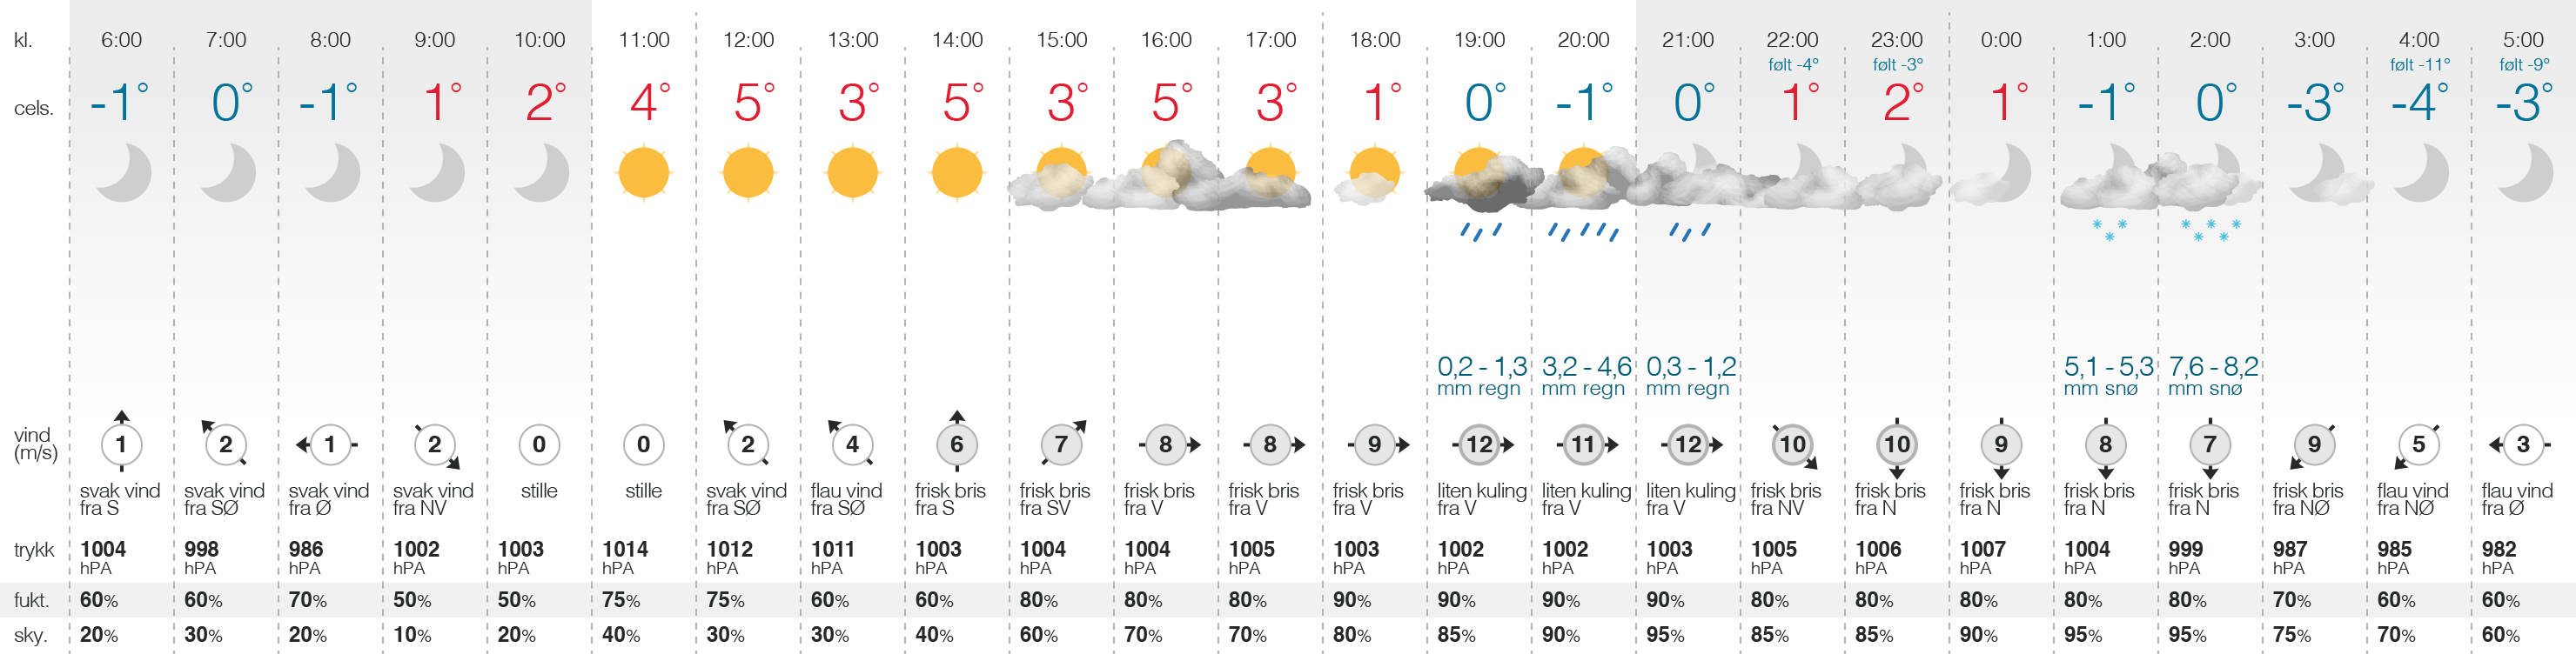 kl. 6:00 7:00 8:00 9:00 10:00 11:00 12:00 13:00 14:00 15:00 16:00 17:00 18:00 19:00 20:00 21:00 22:00 23:00 0:00 1:00 2:00 3:00 4:00 5:00
følt -4° følt -3° følt -11° følt -9°
cels. -1° 0° -1° 1° 2° 4° 5° 3° 5° 3° 5° 3° 1° 0° -1° 0° 1° 2° 1° -1° 0° -3° -4° -3°
0,2 - 1,3 3,2 - 4,6 0,3 - 1,2 5,1 - 5,3 7,6 - 8,2
mm regn mm regn mm regn mm snø mm snø
vind 1 2 1 2 0 0 2 4 6 7 8 8 9 12 11 12 10 10 9 8 7 9 5 3
(m/s)
svak vind svak vind svak vind svak vind stille stille svak vind flau vind frisk bris frisk bris frisk bris frisk bris frisk bris liten kuling liten kuling liten kuling frisk bris frisk bris frisk bris frisk bris frisk bris frisk bris flau vind flau vind
fra S fra SØ fra Ø fra NV fra SØ fra SØ fra S fra SV fra V fra V fra V fra V fra V fra V fra NV fra N fra N fra N fra N fra NØ fra NØ fra Ø
trykk 1004 998 986 1002 1003 1014 1012 1011 1003 1004 1004 1005 1003 1002 1002 1003 1005 1006 1007 1004 999 987 985 982
hPA hPA hPA hPA hPA hPA hPA hPA hPA hPA hPA hPA hPA hPA hPA hPA hPA hPA hPA hPA hPA hPA hPA hPA
fukt. 60% 60% 70% 50% 50% 75% 75% 60% 60% 80% 80% 80% 90% 90% 90% 90% 80% 80% 80% 80% 80% 70% 60% 60%
sky. 20% 30% 20% 10% 20% 40% 30% 30% 40% 60% 70% 70% 80% 85% 90% 95% 85% 85% 90% 95% 95% 75% 70% 60%